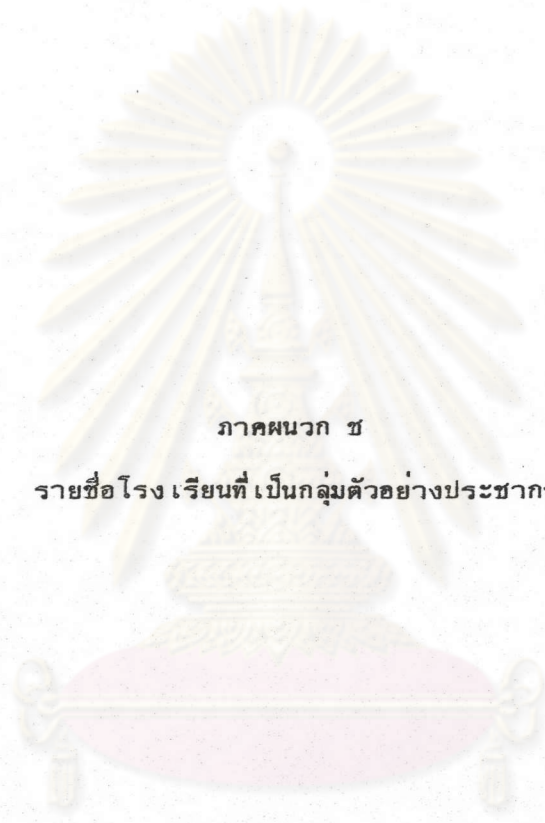 ภาคผนวก ช
รายชื่อโรงเรียนที่เป็นกลุ่มตัวอย่างประชากร